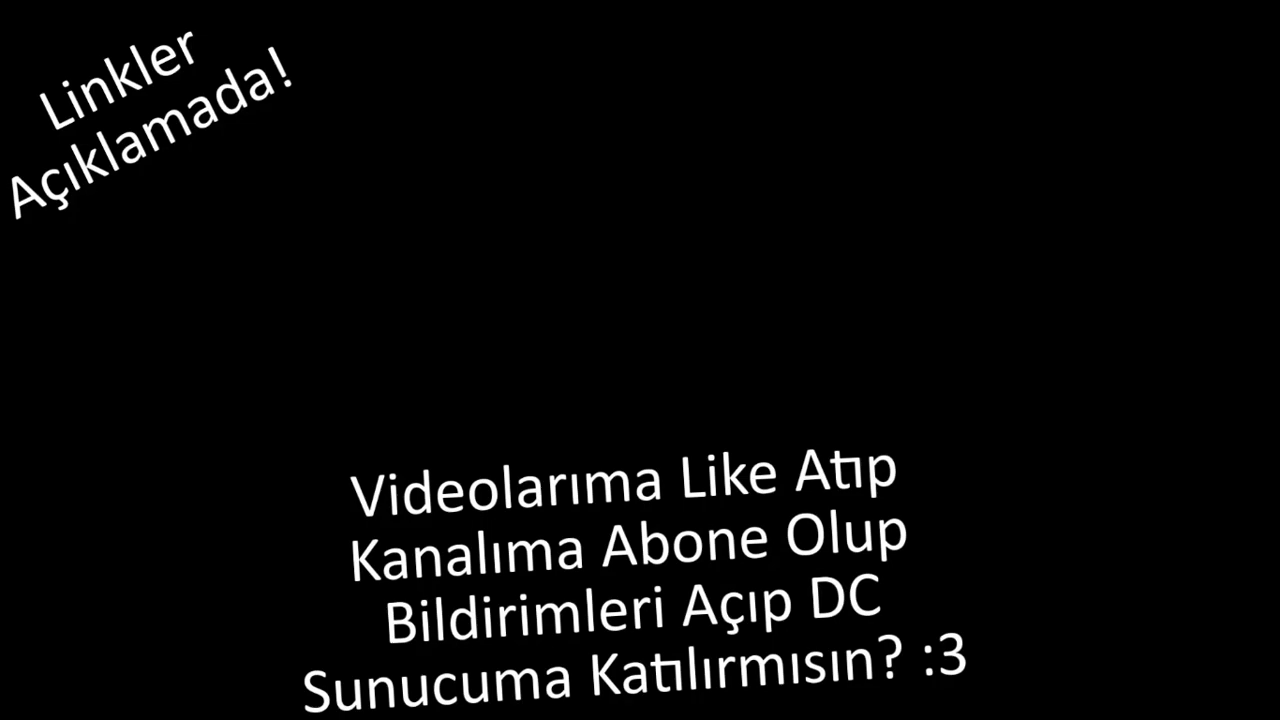 Linkler
Açıklamada!
Videolarıma Like Atıp
Kanalıma Abone Olup
Bildirimleri Açıp DC
Sunucuma Katılırmısın? :3